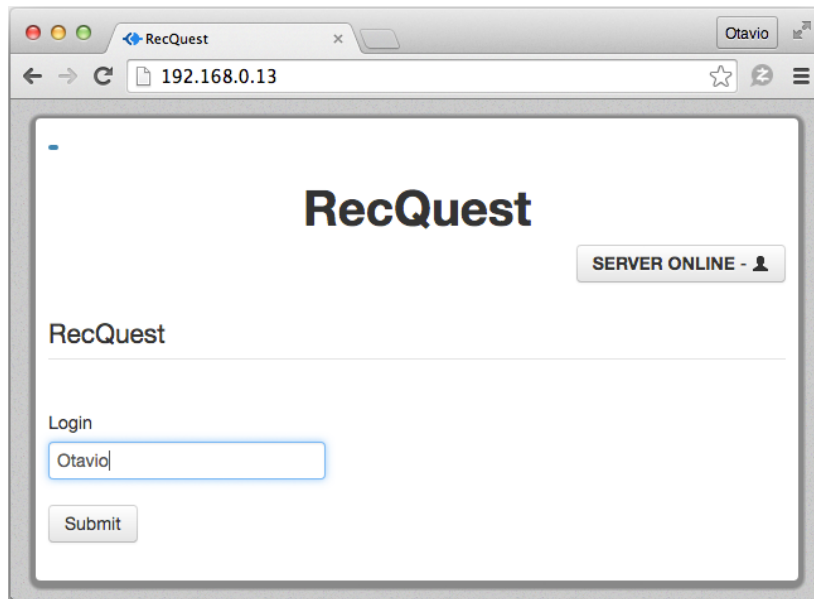 RecQuest
Otavio
192.168.0.13
RecQuest
SERVER ONLINE -
RecQuest
Login
Otavio
Submit